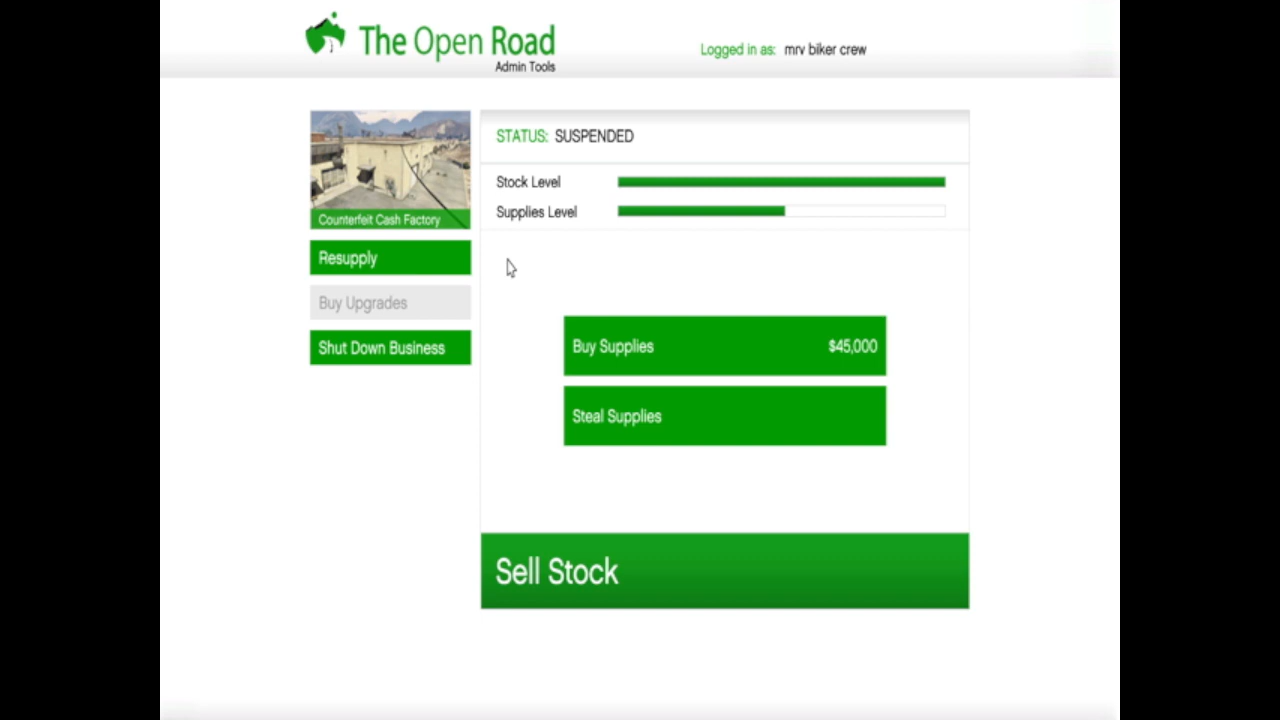 The Open Road
Admin Tools
Logged in as: mrv biker crew
Counterfeit Cash Factory
Resupply
Buy Upgrades
Shut Down Business
STATUS: SUSPENDED
Stock Level
Supplies Level
Buy Supplies $45,000
Steal Supplies
Sell Stock